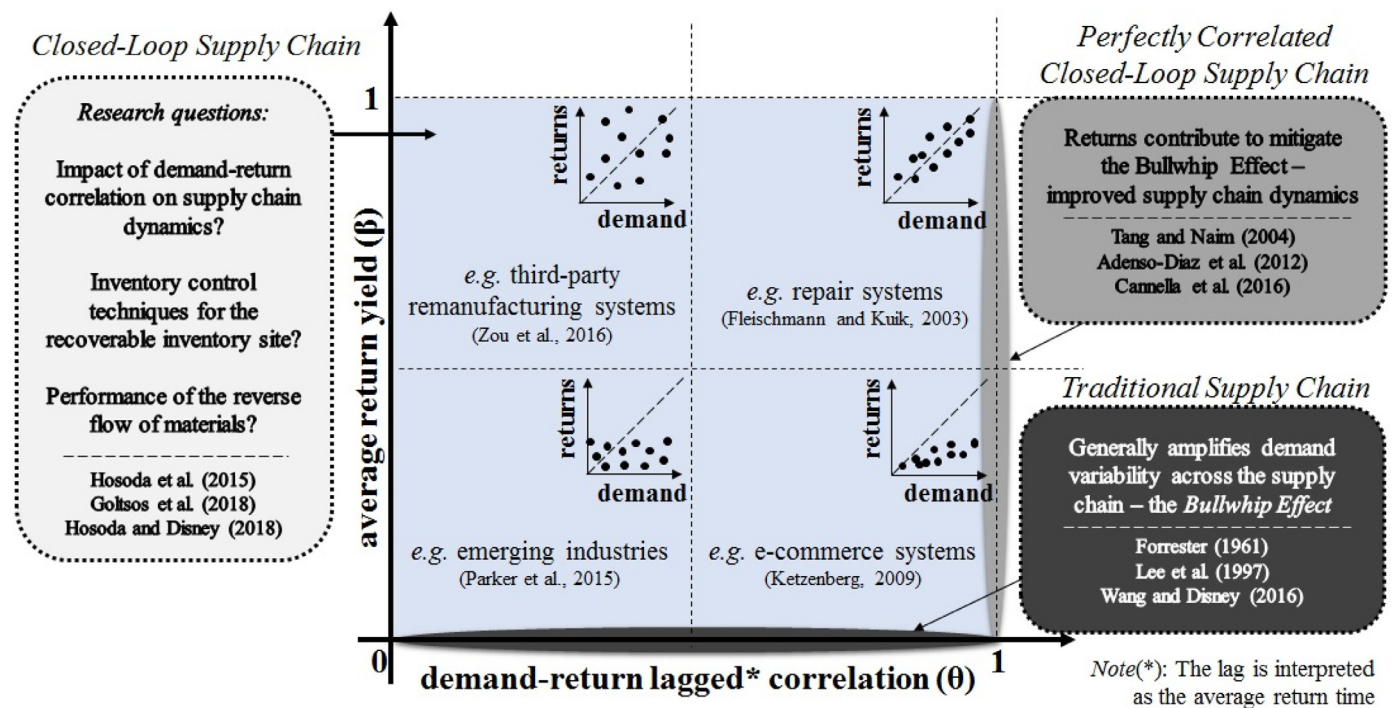 Closed-Loop Supply Chain
Research questions:
Impact of demand-return
correlation on supply chain
dynamics?
Inventory control
techniques for the
recoverable inventory site?
Performance of the reverse
flow of materials?
Hosoda et al. (2015)
Goltsos et al. (2018)
Hosoda and Disney (2018)
average return yield (β)
1
returns
demand
e.g. third-party
remanufacturing systems
(Zou et al., 2016)
returns
demand
e.g. repair systems
(Fleischmann and Kuik, 2003)
returns
demand
e.g. emerging industries
(Parker et al., 2015)
returns
demand
e.g. e-commerce systems
(Ketzenberg, 2009)
0
demand-return lagged* correlation (θ)
1
Perfectly Correlated
Closed-Loop Supply Chain
Returns contribute to mitigate
the Bullwhip Effect –
improved supply chain dynamics
Tang and Naim (2004)
Adenso-Diaz et al. (2012)
Cannella et al. (2016)
Traditional Supply Chain
Generally amplifies demand
variability across the supply
chain – the Bullwhip Effect
Forrester (1961)
Lee et al. (1997)
Wang and Disney (2016)
Note(*): The lag is interpreted
as the average return time